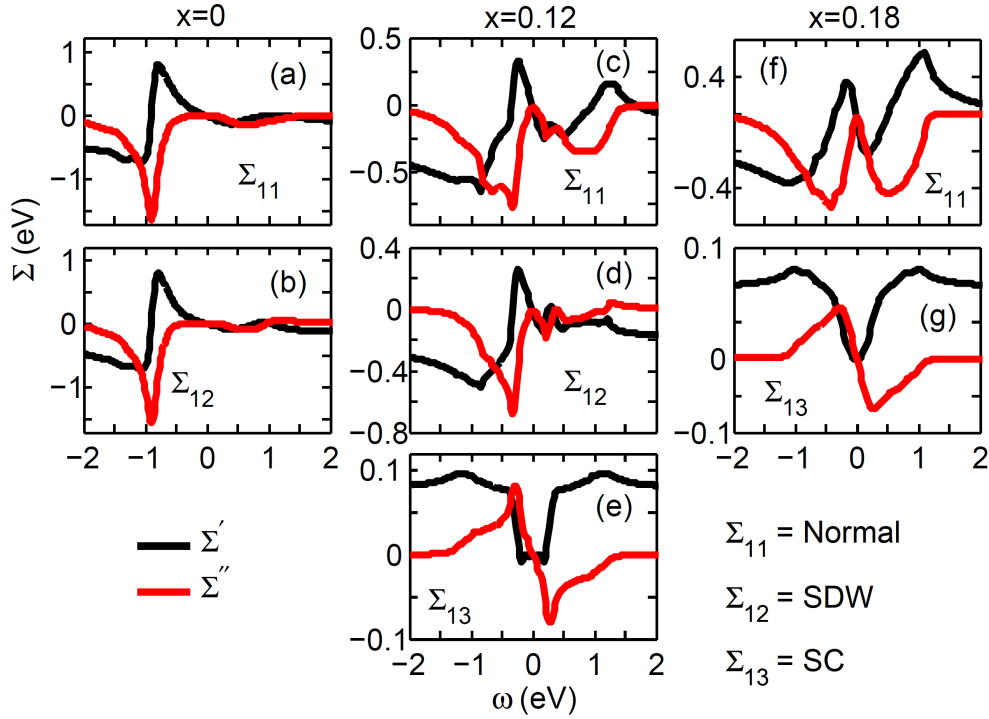 x=0
x=0.12
x=0.18
1
0
−1
(a)
Σ11
0.5
0
−0.5
(c)
Σ11
0.4
−0.4
(f)
Σ11
Σ (eV)
1
0
−1
(b)
Σ12
−2 −1 0 1 2
0.4
0
−0.4
−0.8
(d)
Σ12
0.1
0
−0.1
(g)
Σ13
−2 −1 0 1 2
0.1
0
−0.1
(e)
Σ13
−2 −1 0 1 2
ω (eV)
Σ′
Σ″
Σ11 = Normal
Σ12 = SDW
Σ13 = SC